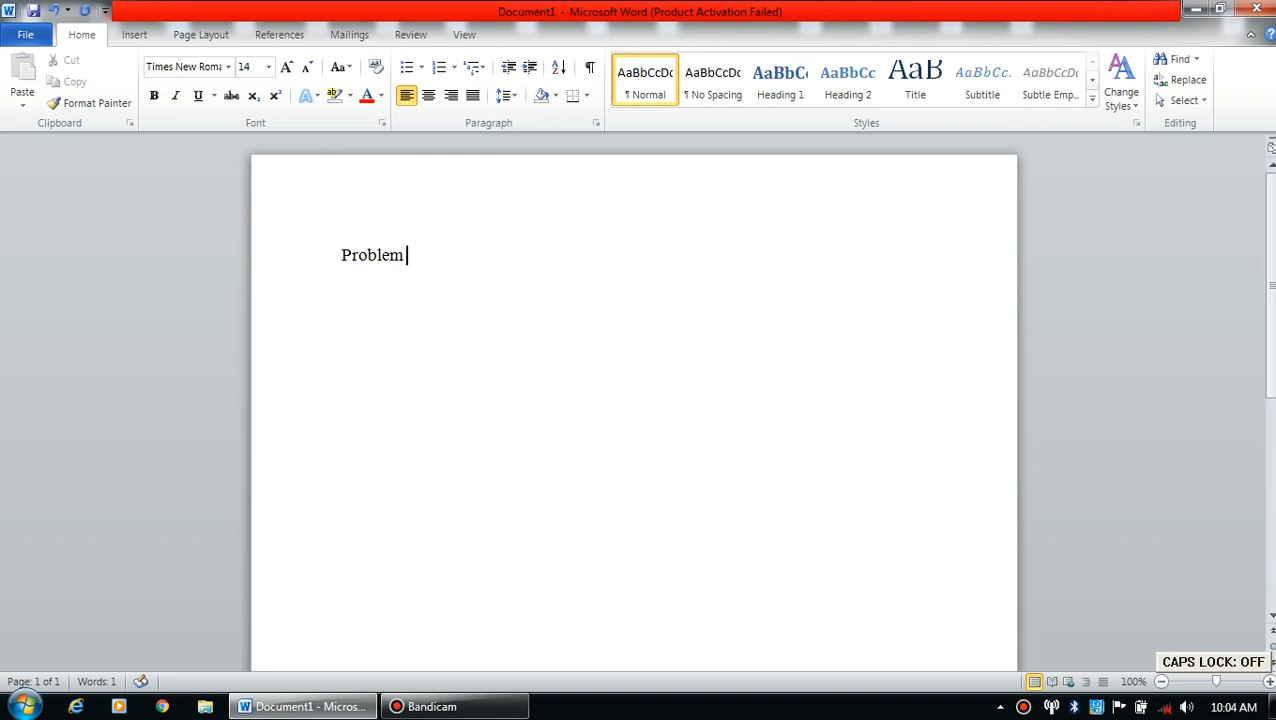 Document1 - Microsoft Word (Product Activation Failed)
File Home Insert Page Layout References Mailings Review View
Cut
Copy
Format Painter
Paste
Times New Roma 14
AaBbCcDc AaBbCcDc AaBbC AaBbCc AaB AaBbCc. AaBbCcDc
¶ Normal ¶ No Spacing Heading 1 Heading 2 Title Subtitle Subtle Emp...
Change
Styles
Find
Replace
Select
Clipboard Font Paragraph Styles Editing
Problem
CAPS LOCK: OFF
Page: 1 of 1 Words: 1 100%
Document1 - Micros... Bandicam 10:04 AM